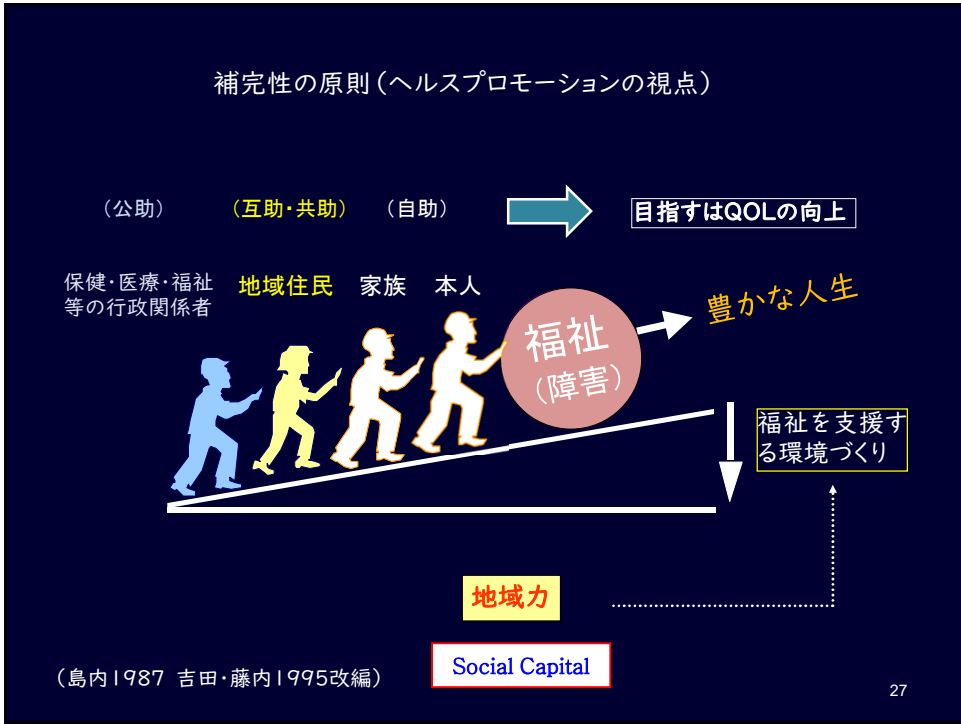 補完性の原則(ヘルスプロモーションの視点)
(公助)
(互助・共助)
(自助)
目指すはQOLの向上
保健・医療・福祉
等の行政関係者
地域住民
家族
本人
福祉
(障害)
豊かな人生
福祉を支援す
る環境づくり
地域力
Social Capital
(島内1987 吉田・藤内1995改編)
27